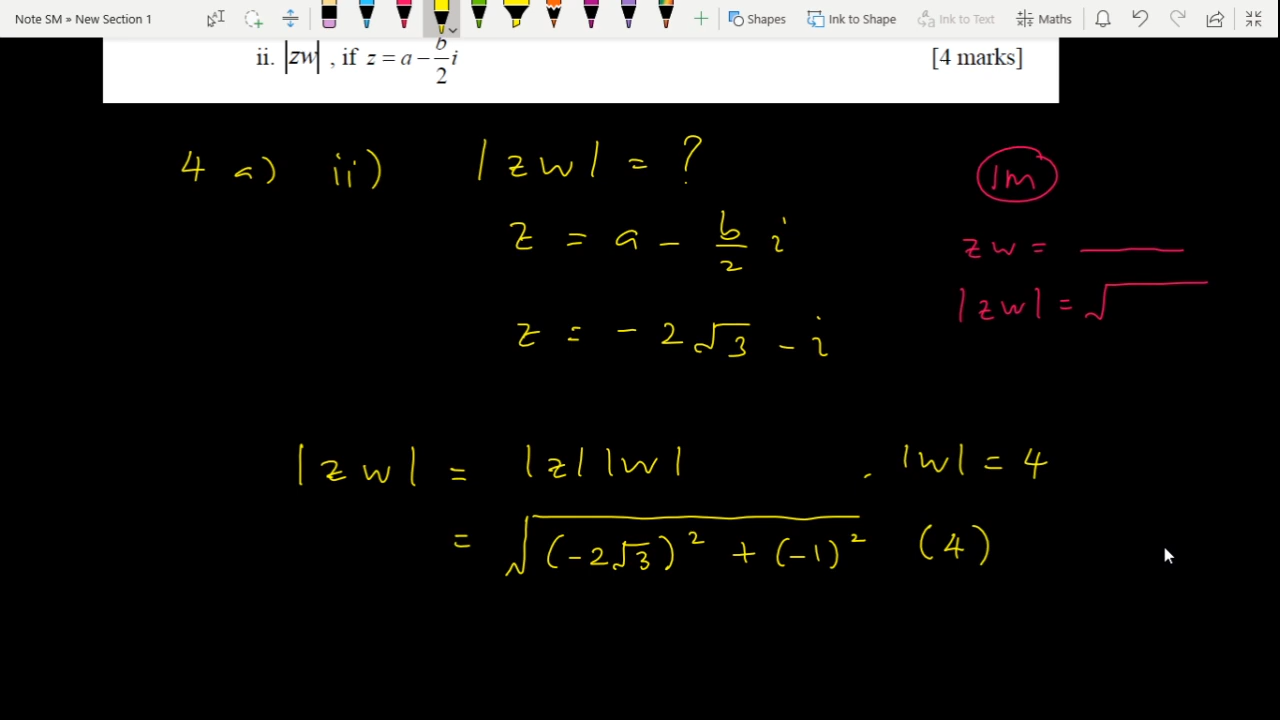 Note SM » New Section 1
Shapes Ink to Shape Ink to Text Maths
ii. |zw| , if z = a − b/2 i [4 marks]
4 a) ii) |zw| = ?
1m
z = a - b/2 i
zw = ____
|zw| = √
z = -2√3 - i
|zw| = |z||w| . |w| = 4
= √((-2√3)² + (-1)²) (4)